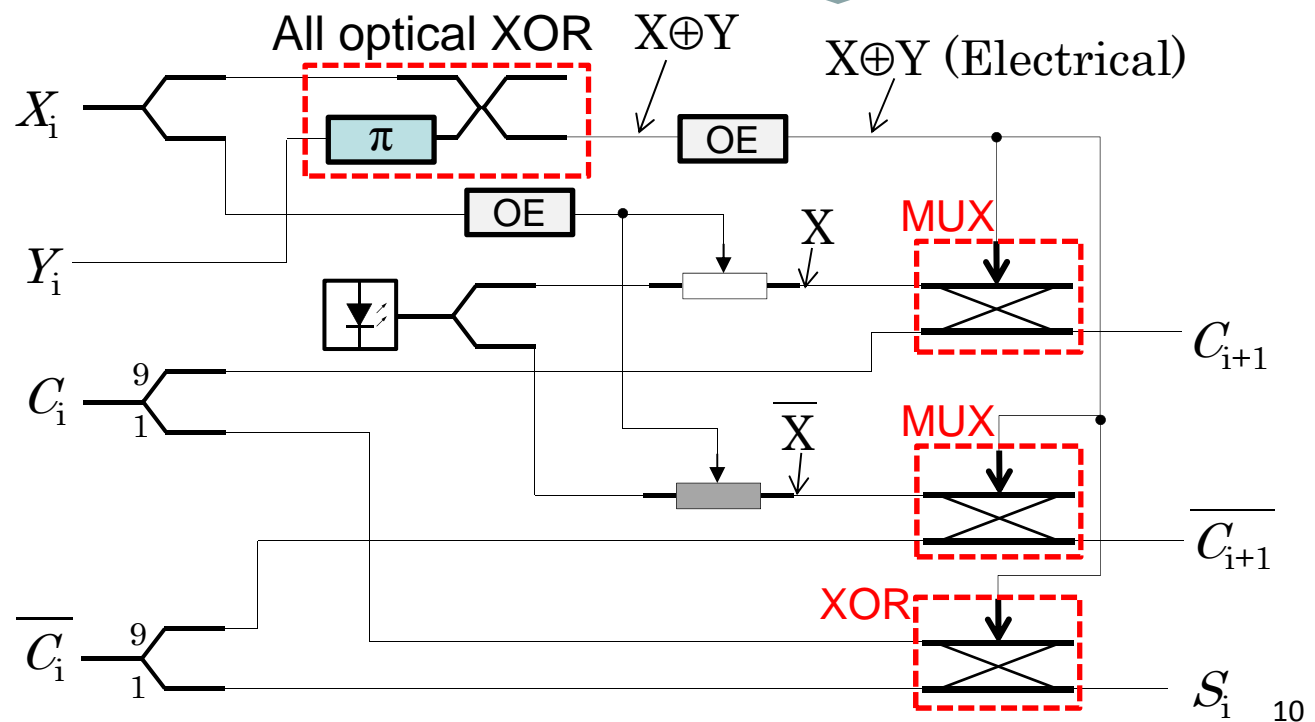 All optical XOR
X⊕Y
X⊕Y (Electrical)
Xᵢ
π
OE
OE
MUX
X
Yᵢ
Cᵢ₊₁
9
Cᵢ
1
X̅
MUX
C̅ᵢ₊₁
XOR
9
C̅ᵢ
1
Sᵢ
10